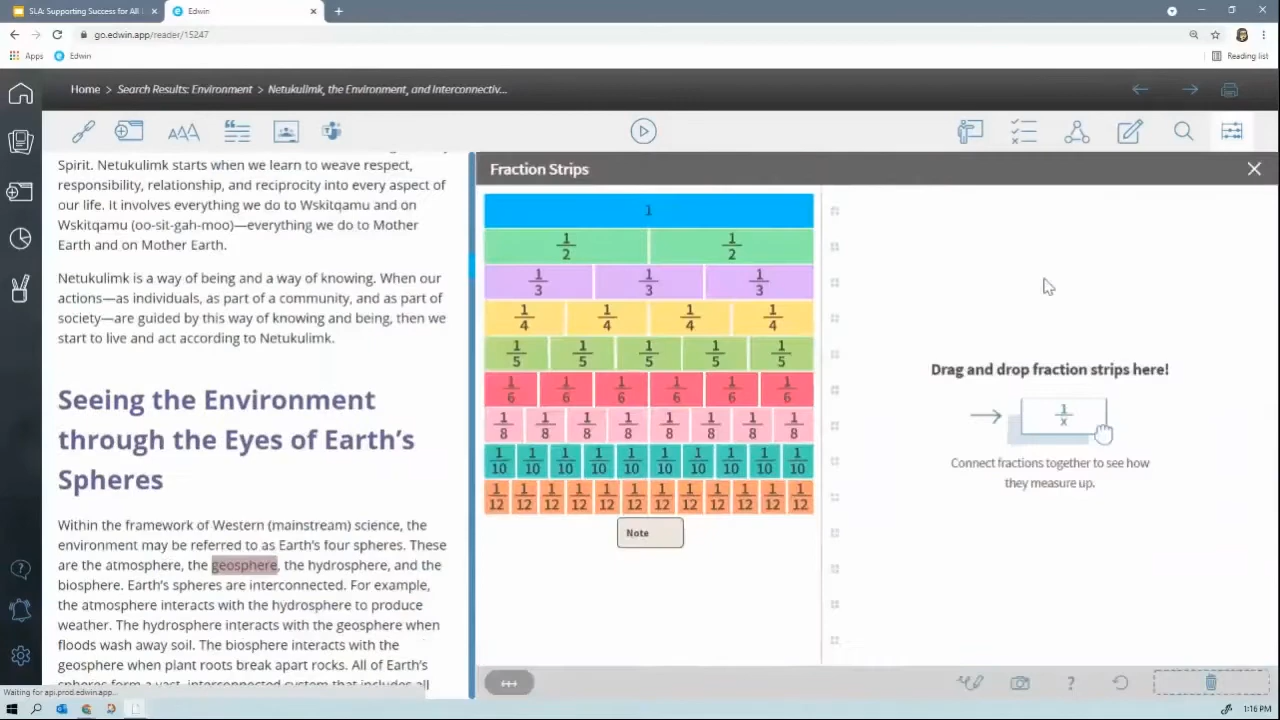 SLA: Supporting Success for All
Edwin
go.edwin.app/reader/15247
Apps
Edwin
Reading list
Home > Search Results: Environment > Netukulimk, the Environment, and Interconnectiv...
Spirit. Netukulimk starts when we learn to weave respect,
responsibility, relationship, and reciprocity into every aspect of
our life. It involves everything we do to Wskitqamu and on
Wskitqamu (oo-sit-gah-moo)—everything we do to Mother
Earth and on Mother Earth.
Netukulimk is a way of being and a way of knowing. When our
actions—as individuals, as part of a community, and as part of
society—are guided by this way of knowing and being, then we
start to live and act according to Netukulimk.
Seeing the Environment
through the Eyes of Earth's
Spheres
Within the framework of Western (mainstream) science, the
environment may be referred to as Earth's four spheres. These
are the atmosphere, the geosphere, the hydrosphere, and the
biosphere. Earth's spheres are interconnected. For example,
the atmosphere interacts with the hydrosphere to produce
weather. The hydrosphere interacts with the geosphere when
floods wash away soil. The biosphere interacts with the
geosphere when plant roots break apart rocks. All of Earth's
spheres form a vast, interconnected system that includes all
Waiting for api.prod.edwin.app...
Fraction Strips
1
1/2 1/2
1/3 1/3 1/3
1/4 1/4 1/4 1/4
1/5 1/5 1/5 1/5 1/5
1/6 1/6 1/6 1/6 1/6 1/6
1/8 1/8 1/8 1/8 1/8 1/8 1/8 1/8
1/10 1/10 1/10 1/10 1/10 1/10 1/10 1/10 1/10 1/10
1/12 1/12 1/12 1/12 1/12 1/12 1/12 1/12 1/12 1/12 1/12 1/12
Note
Drag and drop fraction strips here!
1/x
Connect fractions together to see how
they measure up.
1:16 PM